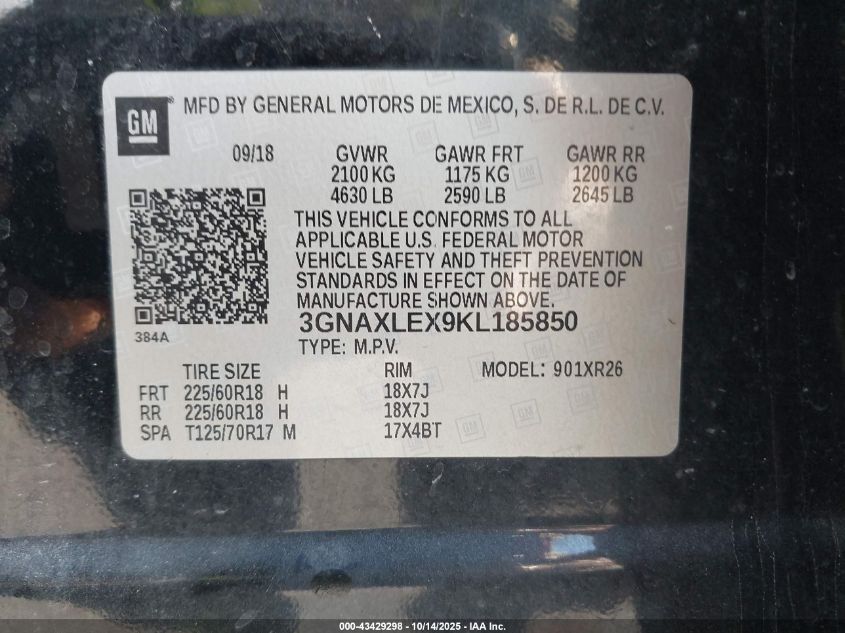 GM® MFD BY GENERAL MOTORS DE MEXICO, S. DE R.L. DE C.V.
09/18 GVWR GAWR FRT GAWR RR
2100 KG 1175 KG 1200 KG
4630 LB 2590 LB 2645 LB
THIS VEHICLE CONFORMS TO ALL
APPLICABLE U.S. FEDERAL MOTOR
VEHICLE SAFETY AND THEFT PREVENTION
STANDARDS IN EFFECT ON THE DATE OF
MANUFACTURE SHOWN ABOVE.
3GNAXLEX9KL185850
384A
TYPE: M.P.V.
TIRE SIZE RIM MODEL: 901XR26
FRT 225/60R18 H 18X7J
RR 225/60R18 H 18X7J
SPA T125/70R17 M 17X4BT
000-43429298 - 10/14/2025 - IAA Inc.